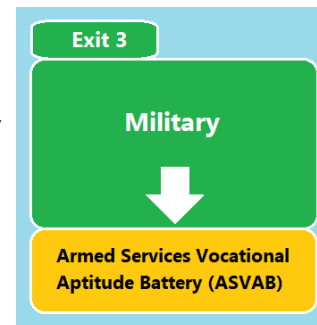 Exit 3
Military
Armed Services Vocational
Aptitude Battery (ASVAB)